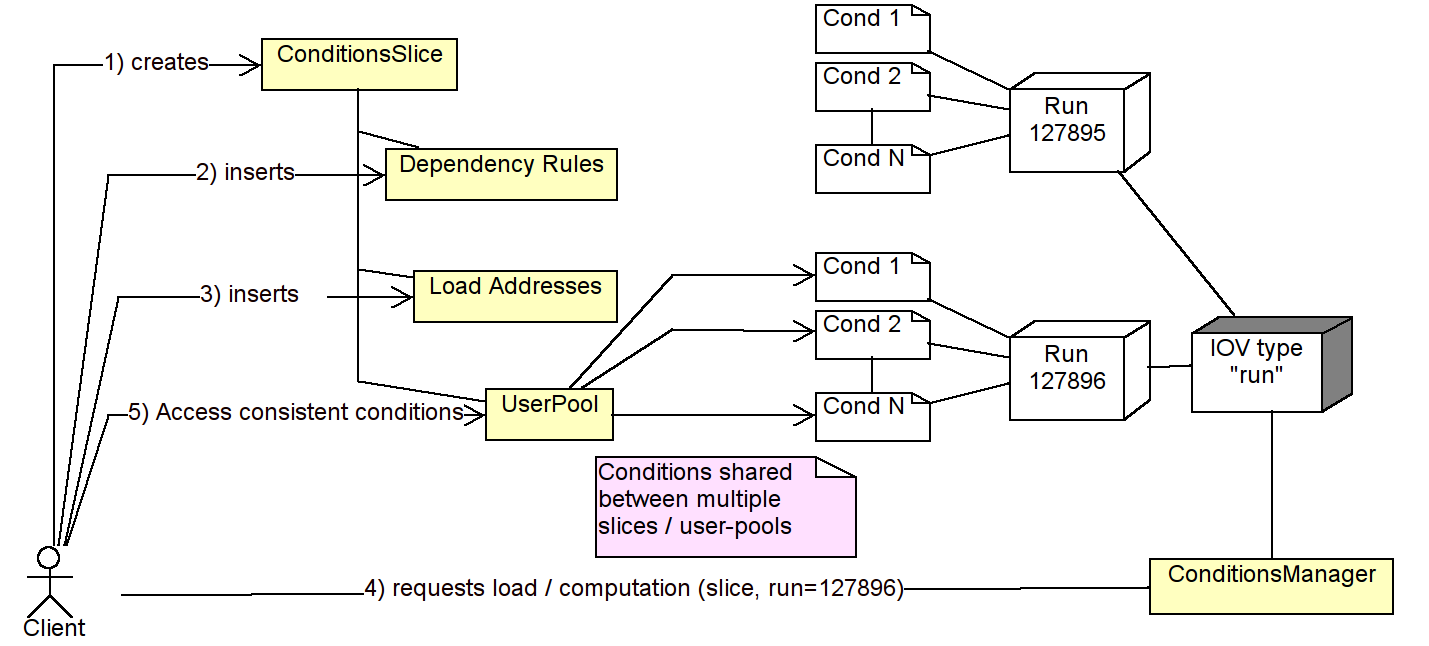 Cond 1
1) creates
ConditionsSlice
Cond 2
Run
127895
Cond N
2) inserts
Dependency Rules
Cond 1
3) inserts
Load Addresses
Cond 2
Run
127896
IOV type
"run"
5) Access consistent conditions
UserPool
Cond N
Conditions shared
between multiple
slices / user-pools
4) requests load / computation (slice, run=127896)
ConditionsManager
Client